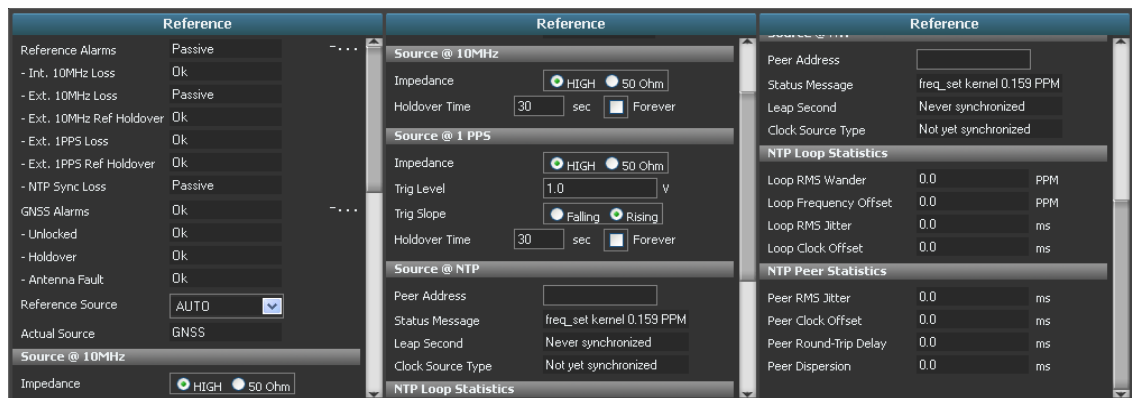 Reference
Reference Alarms Passive -...
- Int. 10MHz Loss Ok
- Ext. 10MHz Loss Passive
- Ext. 10MHz Ref Holdover Ok
- Ext. 1PPS Loss Ok
- Ext. 1PPS Ref Holdover Ok
- NTP Sync Loss Passive
GNSS Alarms Ok -...
- Unlocked Ok
- Holdover Ok
- Antenna Fault Ok
Reference Source AUTO
Actual Source GNSS
Source @ 10MHz
Impedance HIGH 50 Ohm
Reference
Source @ 10MHz
Impedance HIGH 50 Ohm
Holdover Time 30 sec Forever
Source @ 1 PPS
Impedance HIGH 50 Ohm
Trig Level 1.0 V
Trig Slope Falling Rising
Holdover Time 30 sec Forever
Source @ NTP
Peer Address
Status Message freq_set kernel 0.159 PPM
Leap Second Never synchronized
Clock Source Type Not yet synchronized
NTP Loop Statistics
Reference
Peer Address
Status Message freq_set kernel 0.159 PPM
Leap Second Never synchronized
Clock Source Type Not yet synchronized
NTP Loop Statistics
Loop RMS Wander 0.0 PPM
Loop Frequency Offset 0.0 PPM
Loop RMS Jitter 0.0 ms
Loop Clock Offset 0.0 ms
NTP Peer Statistics
Peer RMS Jitter 0.0 ms
Peer Clock Offset 0.0 ms
Peer Round-Trip Delay 0.0 ms
Peer Dispersion 0.0 ms